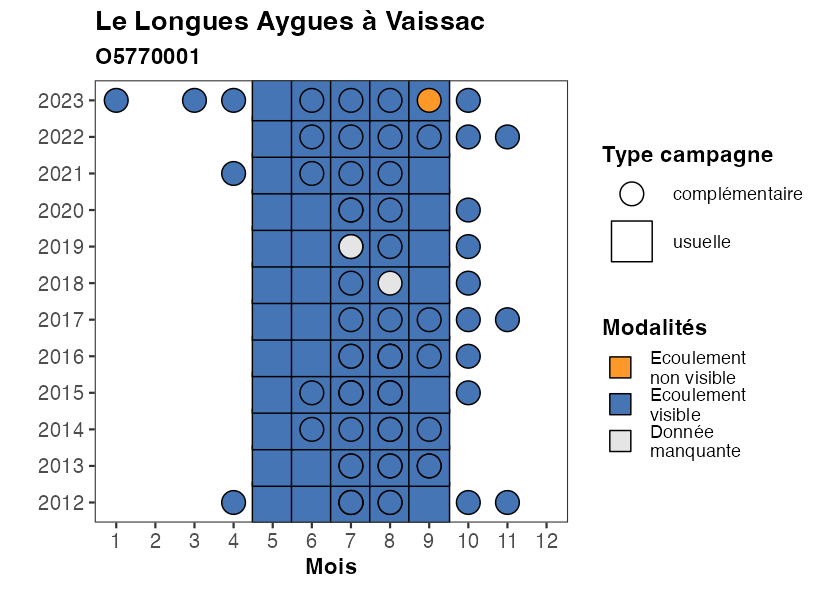 Le Longues Aygues à Vaissac
O5770001
2023
2022
2021
2020
2019
2018
2017
2016
2015
2014
2013
2012
1 2 3 4 5 6 7 8 9 10 11 12
Mois
Type campagne
complémentaire
usuelle
Modalités
Ecoulement
non visible
Ecoulement
visible
Donnée
manquante